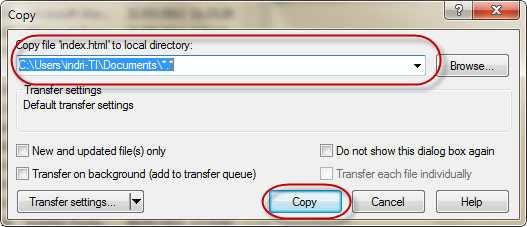 Copy
Copy file 'index.html' to local directory:
C:\Users\indri-TI\Documents\*.*
Browse...
Transfer settings
Default transfer settings
New and updated file(s) only
Do not show this dialog box again
Transfer on background (add to transfer queue)
Transfer each file individually
Transfer settings...
Copy
Cancel
Help